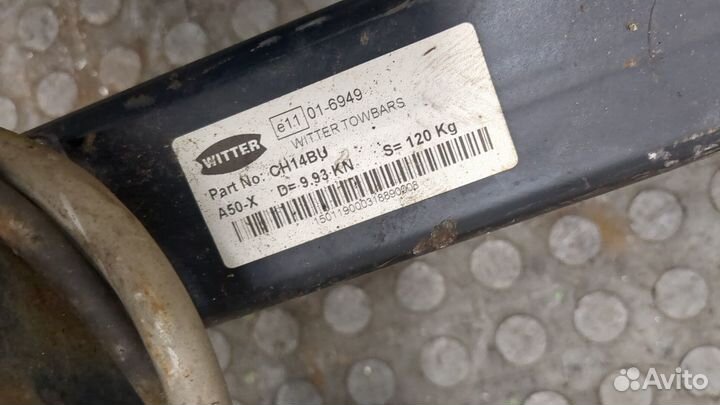 e11 01-6949
WITTER TOWBARS
WITTER
Part No: CH14BU
A50-X D= 9.93 KN S= 120 Kg
Avito